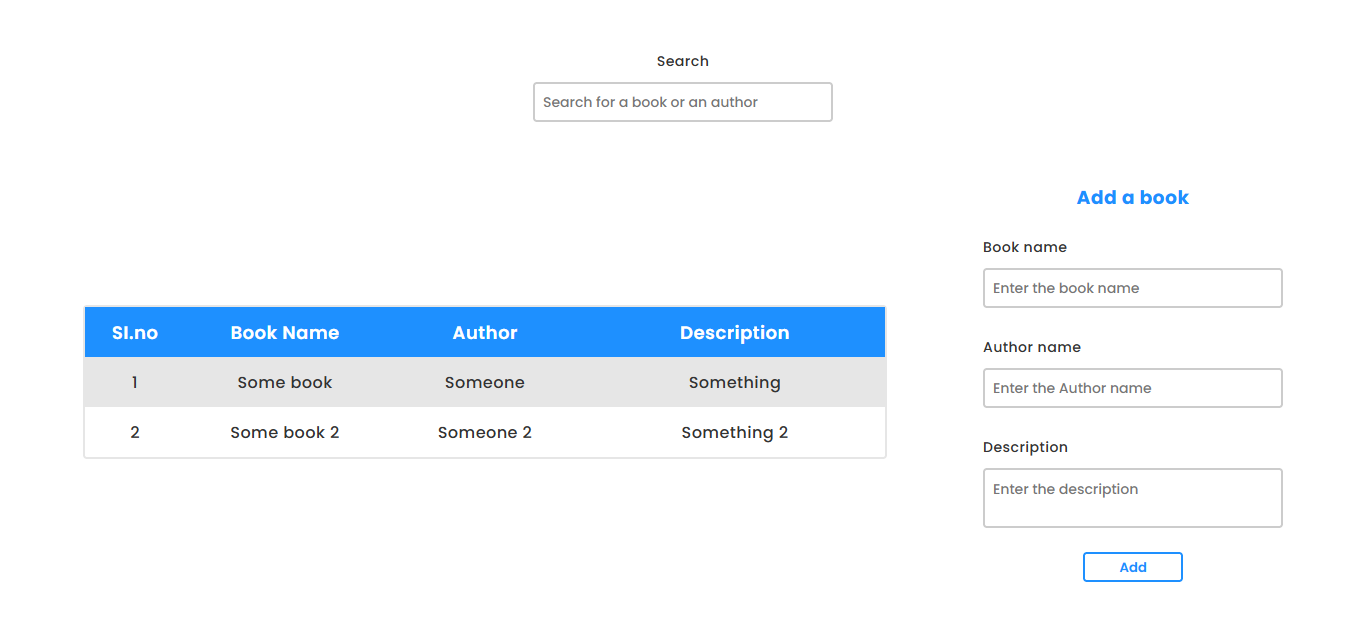 Search
Search for a book or an author
Add a book
Book name
Enter the book name
Author name
Enter the Author name
Description
Enter the description
Add
Sl.no Book Name Author Description
1 Some book Someone Something
2 Some book 2 Someone 2 Something 2